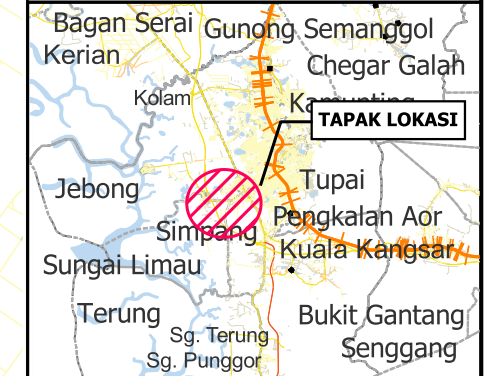 Bagan Serai
Gunong Semanggol
Kerian
Chegar Galah
Kolam
Kamunting
TAPAK LOKASI
Jebong
Tupai
Pengkalan Aor
Simpang
Kuala Kangsar
Sungai Limau
Terung
Bukit Gantang
Sg. Terung
Senggang
Sg. Punggor